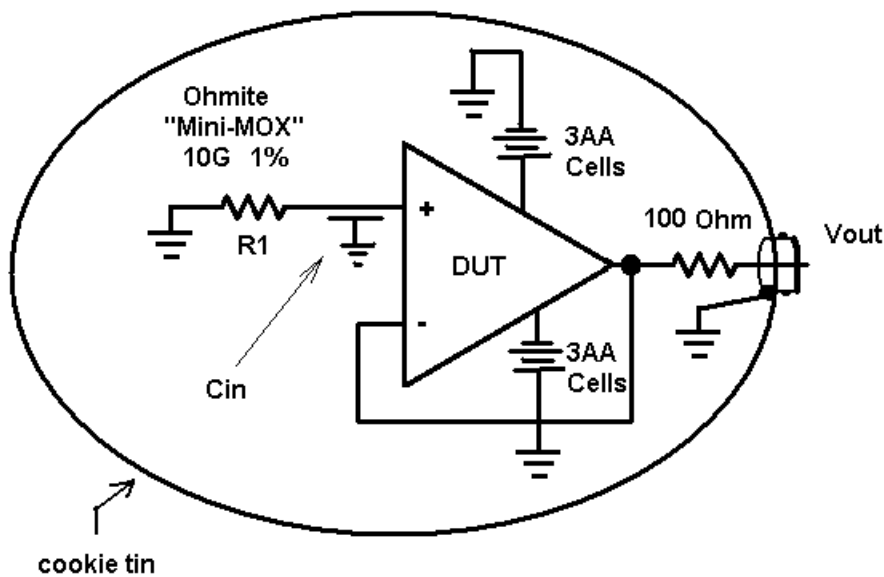 Ohmite
"Mini-MOX"
10G 1%
R1
3AA
Cells
+
DUT
-
100 Ohm
Vout
3AA
Cells
Cin
cookie tin